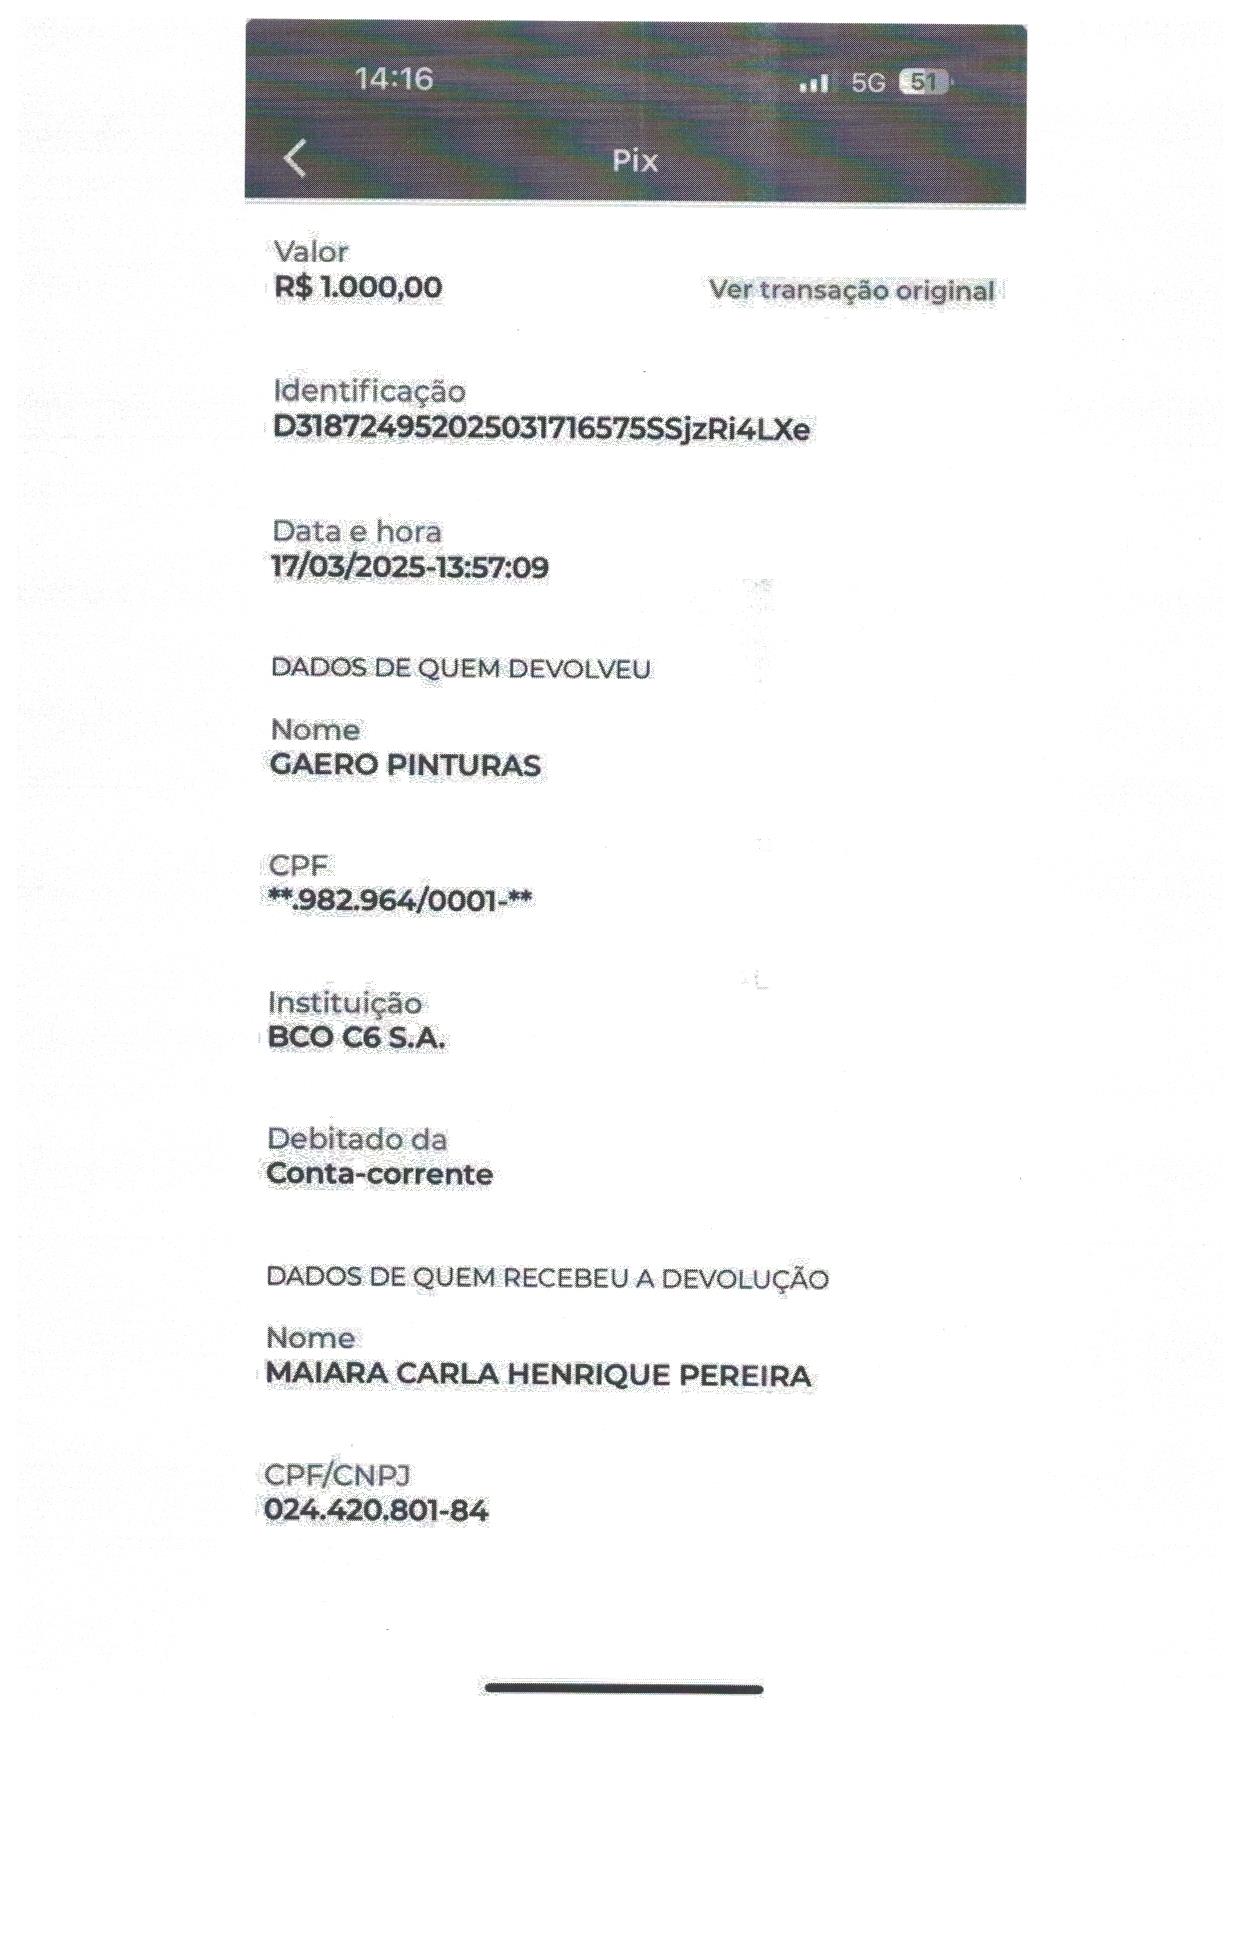 14:16 5G 51
Pix
Valor
R$ 1.000,00 Ver transação original
Identificação
D318724952025031716575SSjzRi4LXe
Data e hora
17/03/2025-13:57:09
DADOS DE QUEM DEVOLVEU
Nome
GAERO PINTURAS
CPF
**.982.964/0001-**
Instituição
BCO C6 S.A.
Debitado da
Conta-corrente
DADOS DE QUEM RECEBEU A DEVOLUÇÃO
Nome
MAIARA CARLA HENRIQUE PEREIRA
CPF/CNPJ
024.420.801-84